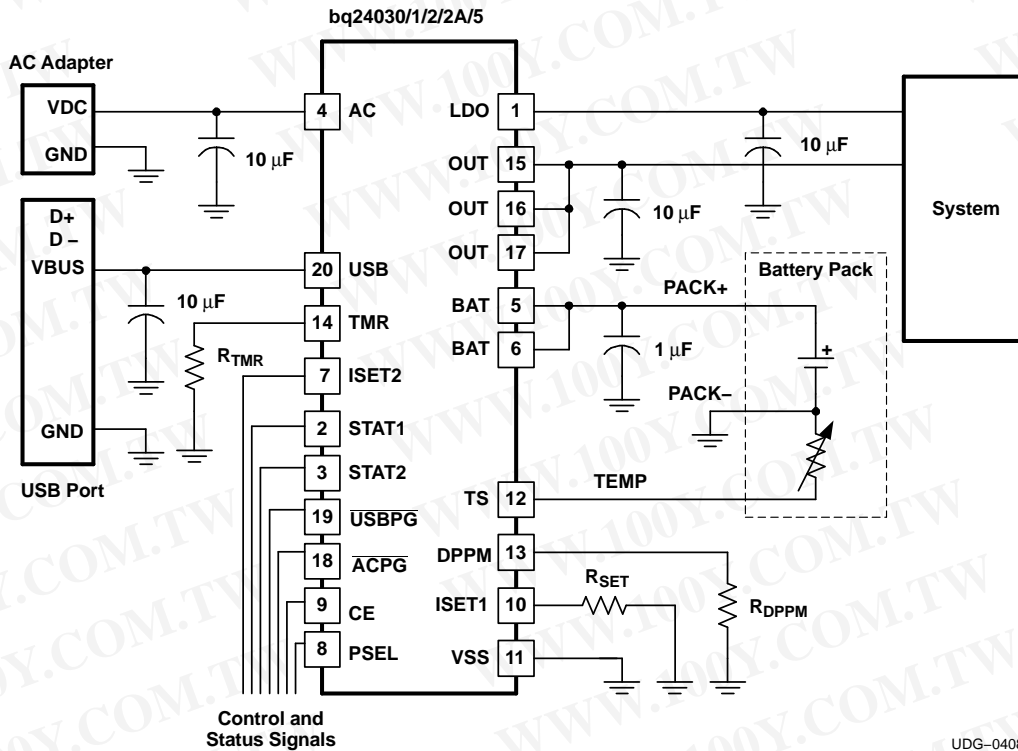 bq24030/1/2/2A/5
AC Adapter
VDC
GND
4 AC
10 µF
LDO 1
10 µF
OUT 15
OUT 16
OUT 17
10 µF
System
D+
D −
VBUS
GND
USB Port
20 USB
10 µF
14 TMR
RTMR
7 ISET2
2 STAT1
3 STAT2
19 USBPG
18 ACPG
9 CE
8 PSEL
Control and
Status Signals
BAT 5
BAT 6
PACK+
1 µF
Battery Pack
+
PACK−
TS 12
TEMP
DPPM 13
RDPPM
ISET1 10
RSET
VSS 11
UDG−0408
WWW.100Y.COM.TW